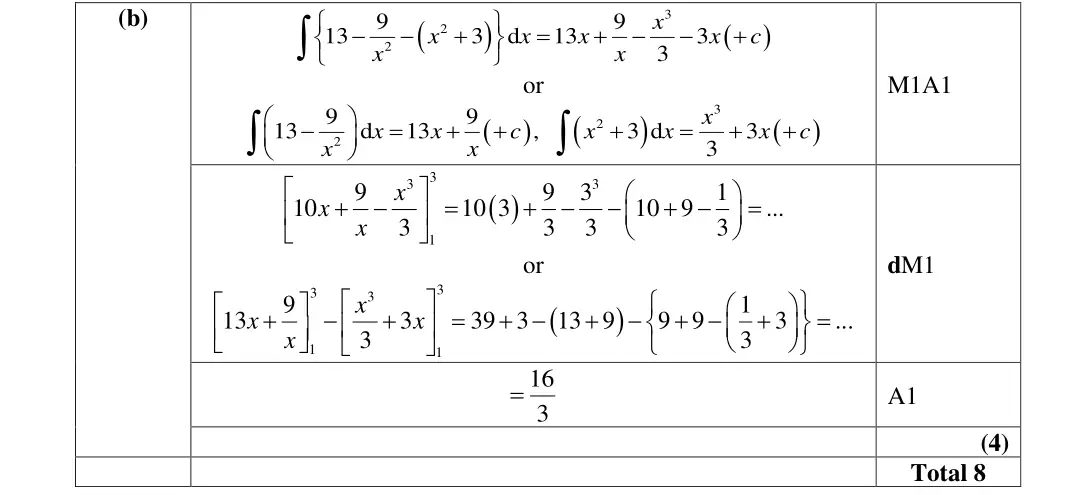 (b)
∫{13 − 9/x² − (x² + 3)}dx = 13x + 9/x − x³/3 − 3x(+c)
or
∫(13 − 9/x²)dx = 13x + 9/x (+c), ∫(x² + 3)dx = x³/3 + 3x(+c)
M1A1
[10x + 9/x − x³/3]₁³ = 10(3) + 9/3 − 3³/3 − (10 + 9 − 1/3) = ...
or
[13x + 9/x]₁³ − [x³/3 + 3x]₁³ = 39 + 3 − (13 + 9) − {9 + 9 − (1/3 + 3)} = ...
dM1
= 16/3
A1
(4)
Total 8